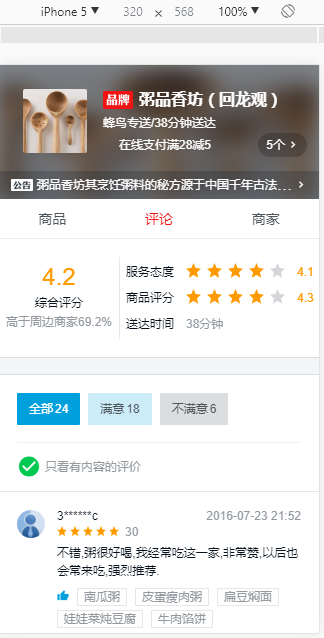 iPhone 5 ▼ 320 × 568 100% ▼
品牌 粥品香坊（回龙观）
蜂鸟专送/38分钟送达
在线支付满28减5 5个 >
公告 粥品香坊其烹饪粥料的秘方源于中国千年古法... >
商品 评论 商家
4.2
综合评分
高于周边商家69.2%
服务态度 4.1
商品评分 4.3
送达时间 38分钟
全部 24 满意 18 不满意 6
只看有内容的评价
3******c 2016-07-23 21:52
30
不错,粥很好喝,我经常吃这一家,非常赞,以后也
会常来吃,强烈推荐.
南瓜粥 皮蛋瘦肉粥 扁豆焖面
娃娃菜炖豆腐 牛肉馅饼